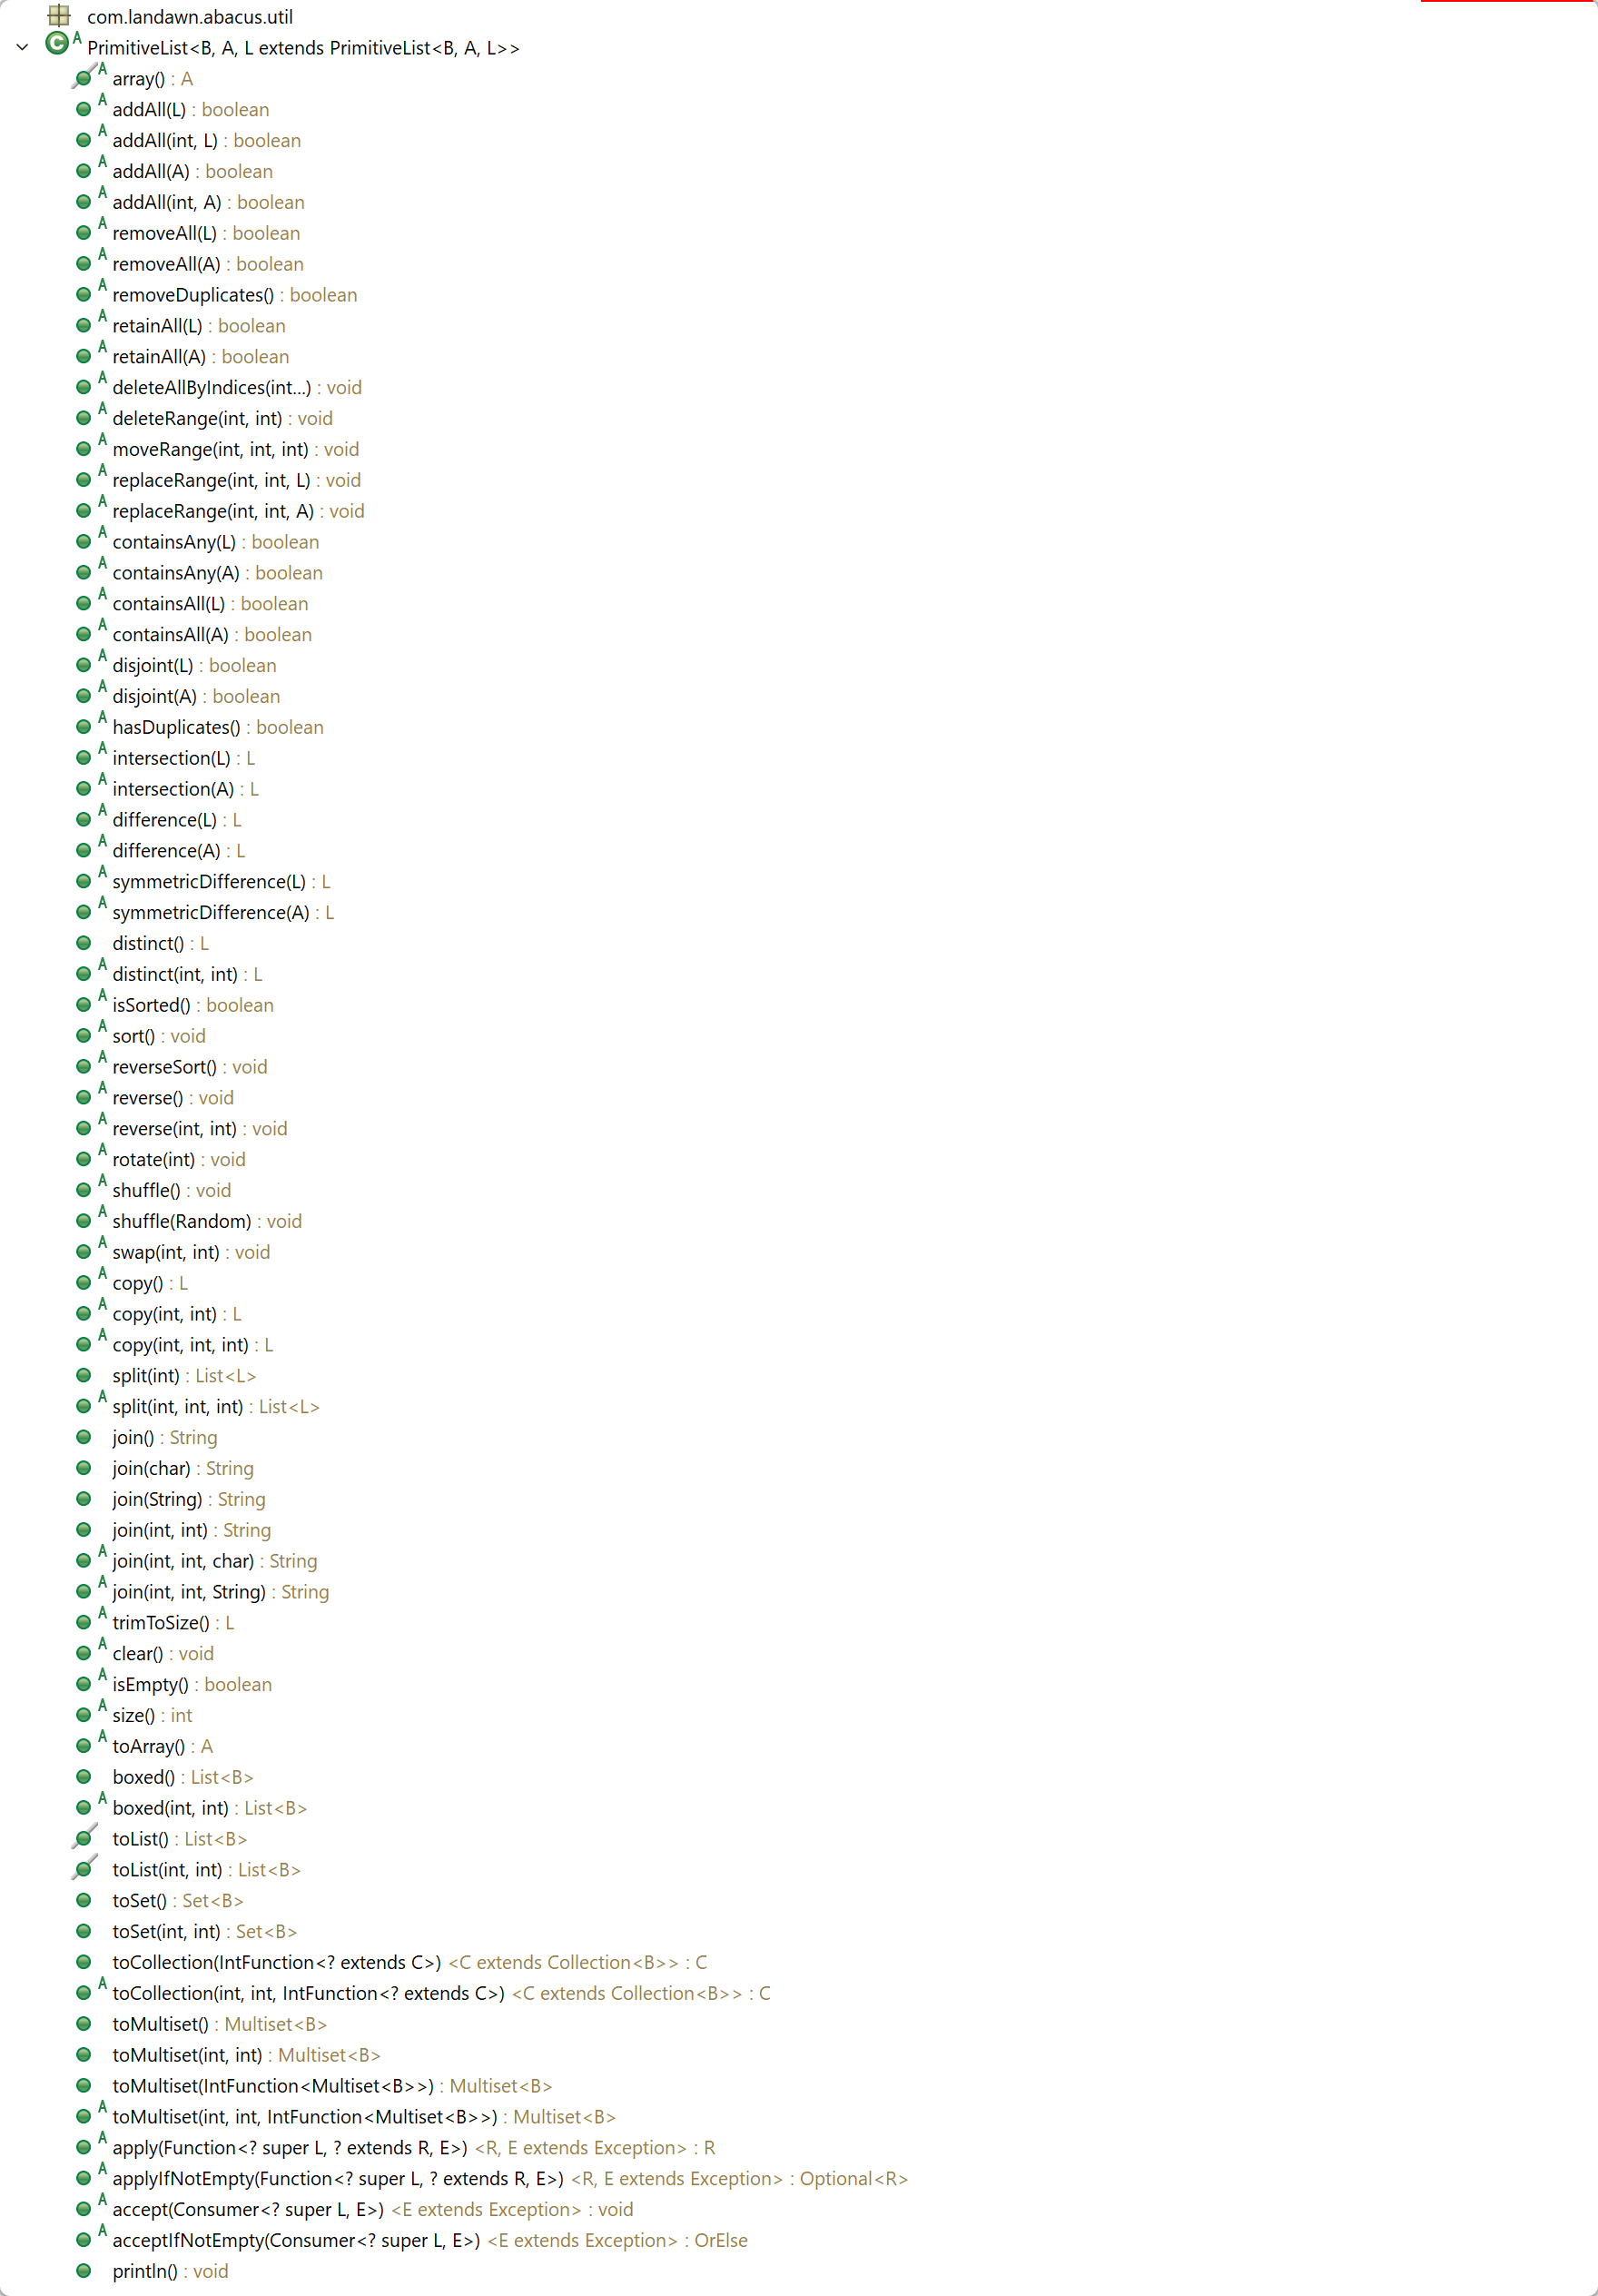 com.landawn.abacus.util
PrimitiveList<B, A, L extends PrimitiveList<B, A, L>>
array() : A
addAll(L) : boolean
addAll(int, L) : boolean
addAll(A) : boolean
addAll(int, A) : boolean
removeAll(L) : boolean
removeAll(A) : boolean
removeDuplicates() : boolean
retainAll(L) : boolean
retainAll(A) : boolean
deleteAllByIndices(int...) : void
deleteRange(int, int) : void
moveRange(int, int, int) : void
replaceRange(int, int, L) : void
replaceRange(int, int, A) : void
containsAny(L) : boolean
containsAny(A) : boolean
containsAll(L) : boolean
containsAll(A) : boolean
disjoint(L) : boolean
disjoint(A) : boolean
hasDuplicates() : boolean
intersection(L) : L
intersection(A) : L
difference(L) : L
difference(A) : L
symmetricDifference(L) : L
symmetricDifference(A) : L
distinct() : L
distinct(int, int) : L
isSorted() : boolean
sort() : void
reverseSort() : void
reverse() : void
reverse(int, int) : void
rotate(int) : void
shuffle() : void
shuffle(Random) : void
swap(int, int) : void
copy() : L
copy(int, int) : L
copy(int, int, int) : L
split(int) : List<L>
split(int, int, int) : List<L>
join() : String
join(char) : String
join(String) : String
join(int, int) : String
join(int, int, char) : String
join(int, int, String) : String
trimToSize() : L
clear() : void
isEmpty() : boolean
size() : int
toArray() : A
boxed() : List<B>
boxed(int, int) : List<B>
toList() : List<B>
toList(int, int) : List<B>
toSet() : Set<B>
toSet(int, int) : Set<B>
toCollection(IntFunction<? extends C>) <C extends Collection<B>> : C
toCollection(int, int, IntFunction<? extends C>) <C extends Collection<B>> : C
toMultiset() : Multiset<B>
toMultiset(int, int) : Multiset<B>
toMultiset(IntFunction<Multiset<B>>) : Multiset<B>
toMultiset(int, int, IntFunction<Multiset<B>>) : Multiset<B>
apply(Function<? super L, ? extends R, E>) <R, E extends Exception> : R
applyIfNotEmpty(Function<? super L, ? extends R, E>) <R, E extends Exception> : Optional<R>
accept(Consumer<? super L, E>) <E extends Exception> : void
acceptIfNotEmpty(Consumer<? super L, E>) <E extends Exception> : OrElse
println() : void